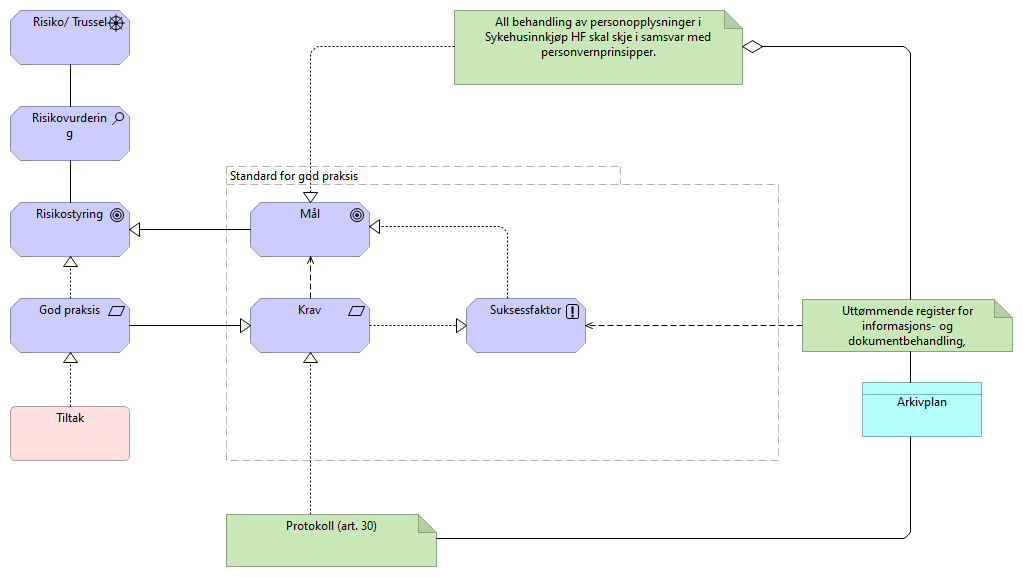 Risiko/ Trussel
All behandling av personopplysninger i
Sykehusinnkjøp HF skal skje i samsvar med
personvernprinsipper.
Risikovurderin
g
Standard for god praksis
Risikostyring
Mål
God praksis
Krav
Suksessfaktor
Uttømmende register for
informasjons- og
dokumentbehandling,
Tiltak
Arkivplan
Protokoll (art. 30)